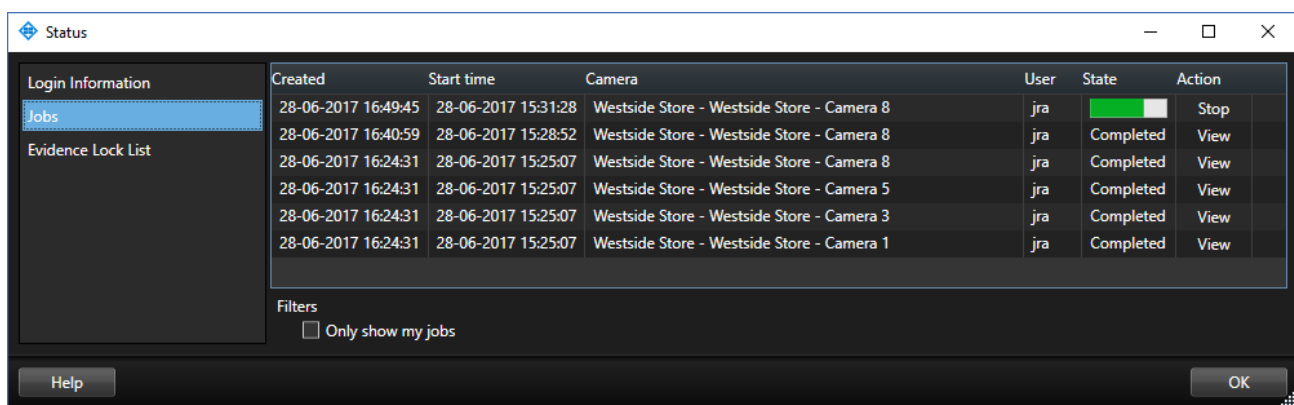 Status
Login Information
Jobs
Evidence Lock List
Created Start time Camera User State Action
28-06-2017 16:49:45 28-06-2017 15:31:28 Westside Store - Westside Store - Camera 8 jra Stop
28-06-2017 16:40:59 28-06-2017 15:28:52 Westside Store - Westside Store - Camera 8 jra Completed View
28-06-2017 16:24:31 28-06-2017 15:25:07 Westside Store - Westside Store - Camera 8 jra Completed View
28-06-2017 16:24:31 28-06-2017 15:25:07 Westside Store - Westside Store - Camera 5 jra Completed View
28-06-2017 16:24:31 28-06-2017 15:25:07 Westside Store - Westside Store - Camera 3 jra Completed View
28-06-2017 16:24:31 28-06-2017 15:25:07 Westside Store - Westside Store - Camera 1 jra Completed View
Filters
Only show my jobs
Help OK